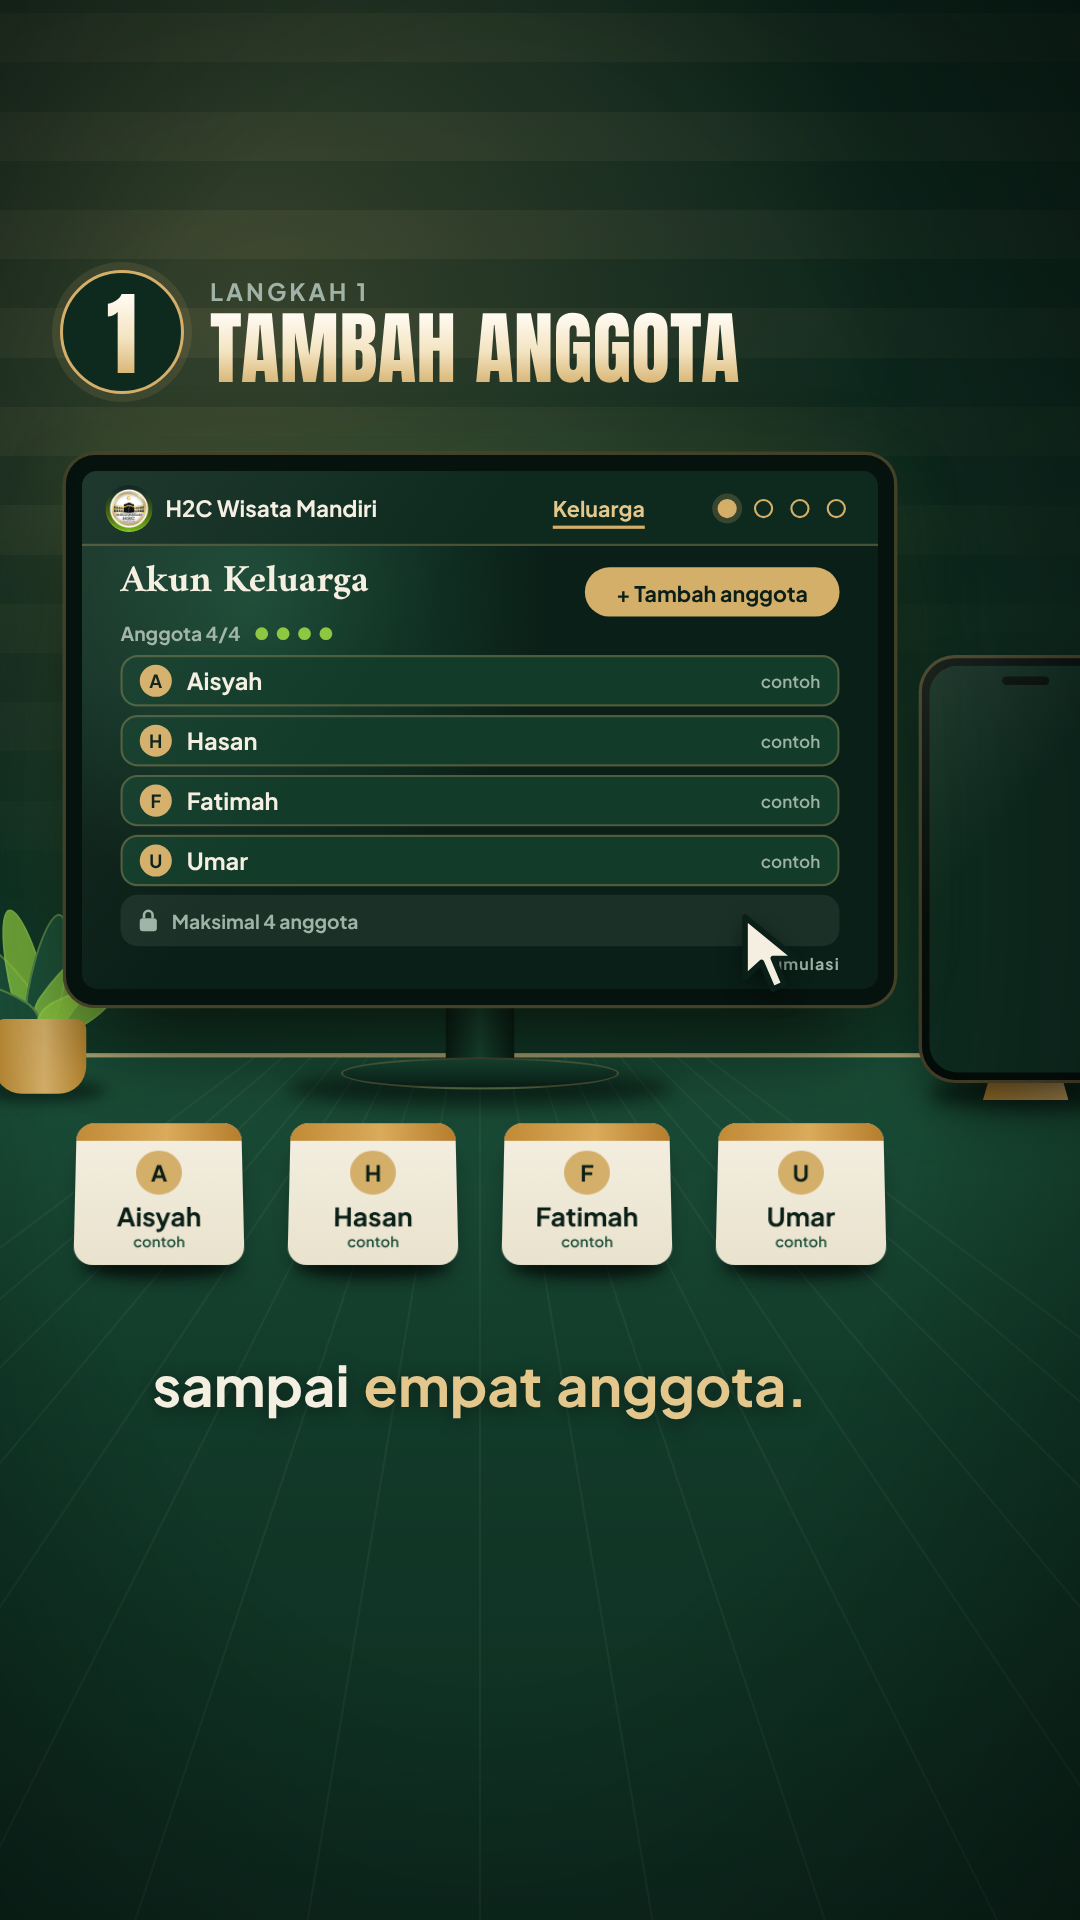 1
LANGKAH 1
TAMBAH ANGGOTA
H2C Wisata Mandiri
Keluarga
Akun Keluarga
+ Tambah anggota
Anggota 4/4
A Aisyah contoh
H Hasan contoh
F Fatimah contoh
U Umar contoh
Maksimal 4 anggota
A
Aisyah
contoh
H
Hasan
contoh
F
Fatimah
contoh
U
Umar
contoh
sampai empat anggota.